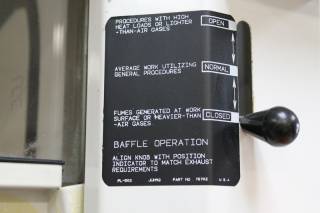 PROCEDURES WITH HIGH
HEAT LOADS OR LIGHTER
-THAN-AIR GASES
OPEN
AVERAGE WORK UTILIZING
GENERAL PROCEDURES
NORMAL
FUMES GENERATED AT WORK
SURFACE OR HEAVIER-THAN
-AIR GASES
CLOSED
BAFFLE OPERATION
ALIGN KNOB WITH POSITION
INDICATOR TO MATCH EXHAUST
REQUIREMENTS
PART NO
U.S.A